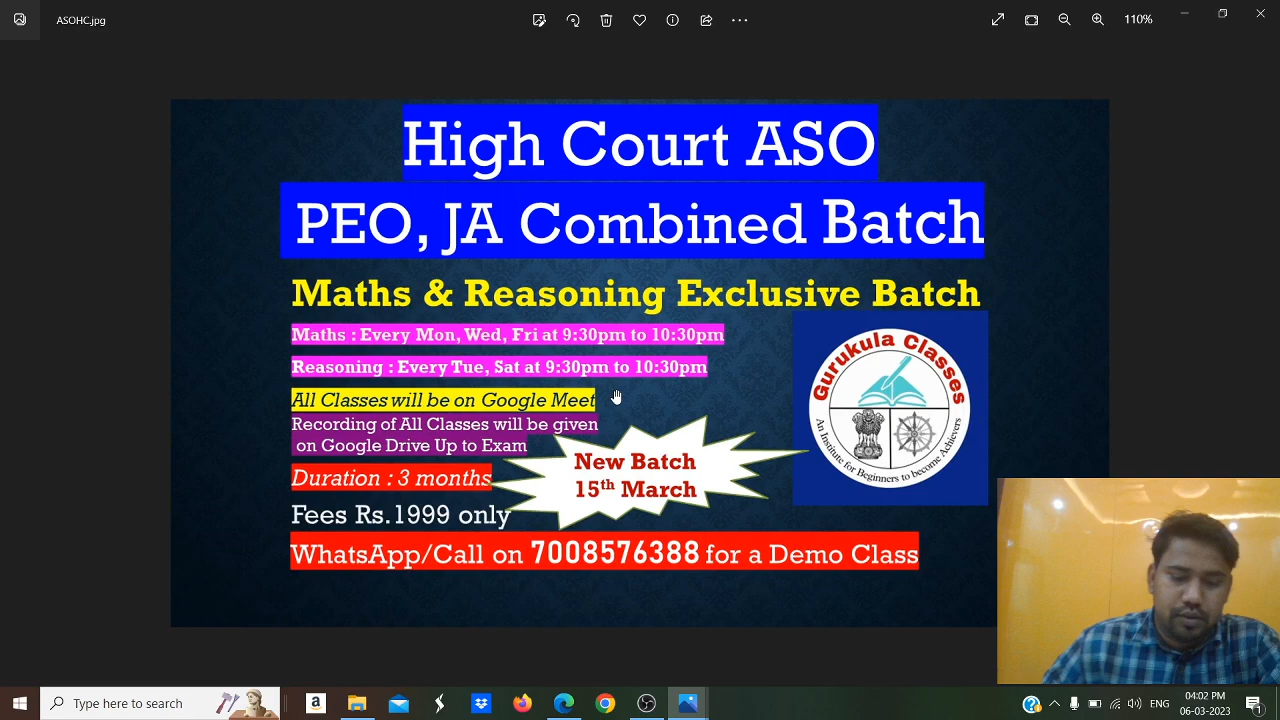 ASOHC.jpg
110%
High Court ASO
PEO, JA Combined Batch
Maths & Reasoning Exclusive Batch
Maths : Every Mon, Wed, Fri at 9:30pm to 10:30pm
Reasoning : Every Tue, Sat at 9:30pm to 10:30pm
All Classes will be on Google Meet
Recording of All Classes will be given
on Google Drive Up to Exam
Duration : 3 months
New Batch
15th March
Fees Rs.1999 only
WhatsApp/Call on 7008576388 for a Demo Class
Gurukula Classes
An Institute for Beginners to become Achievers
Type here to search
ENG
04:02 PM
06-03-2023
1